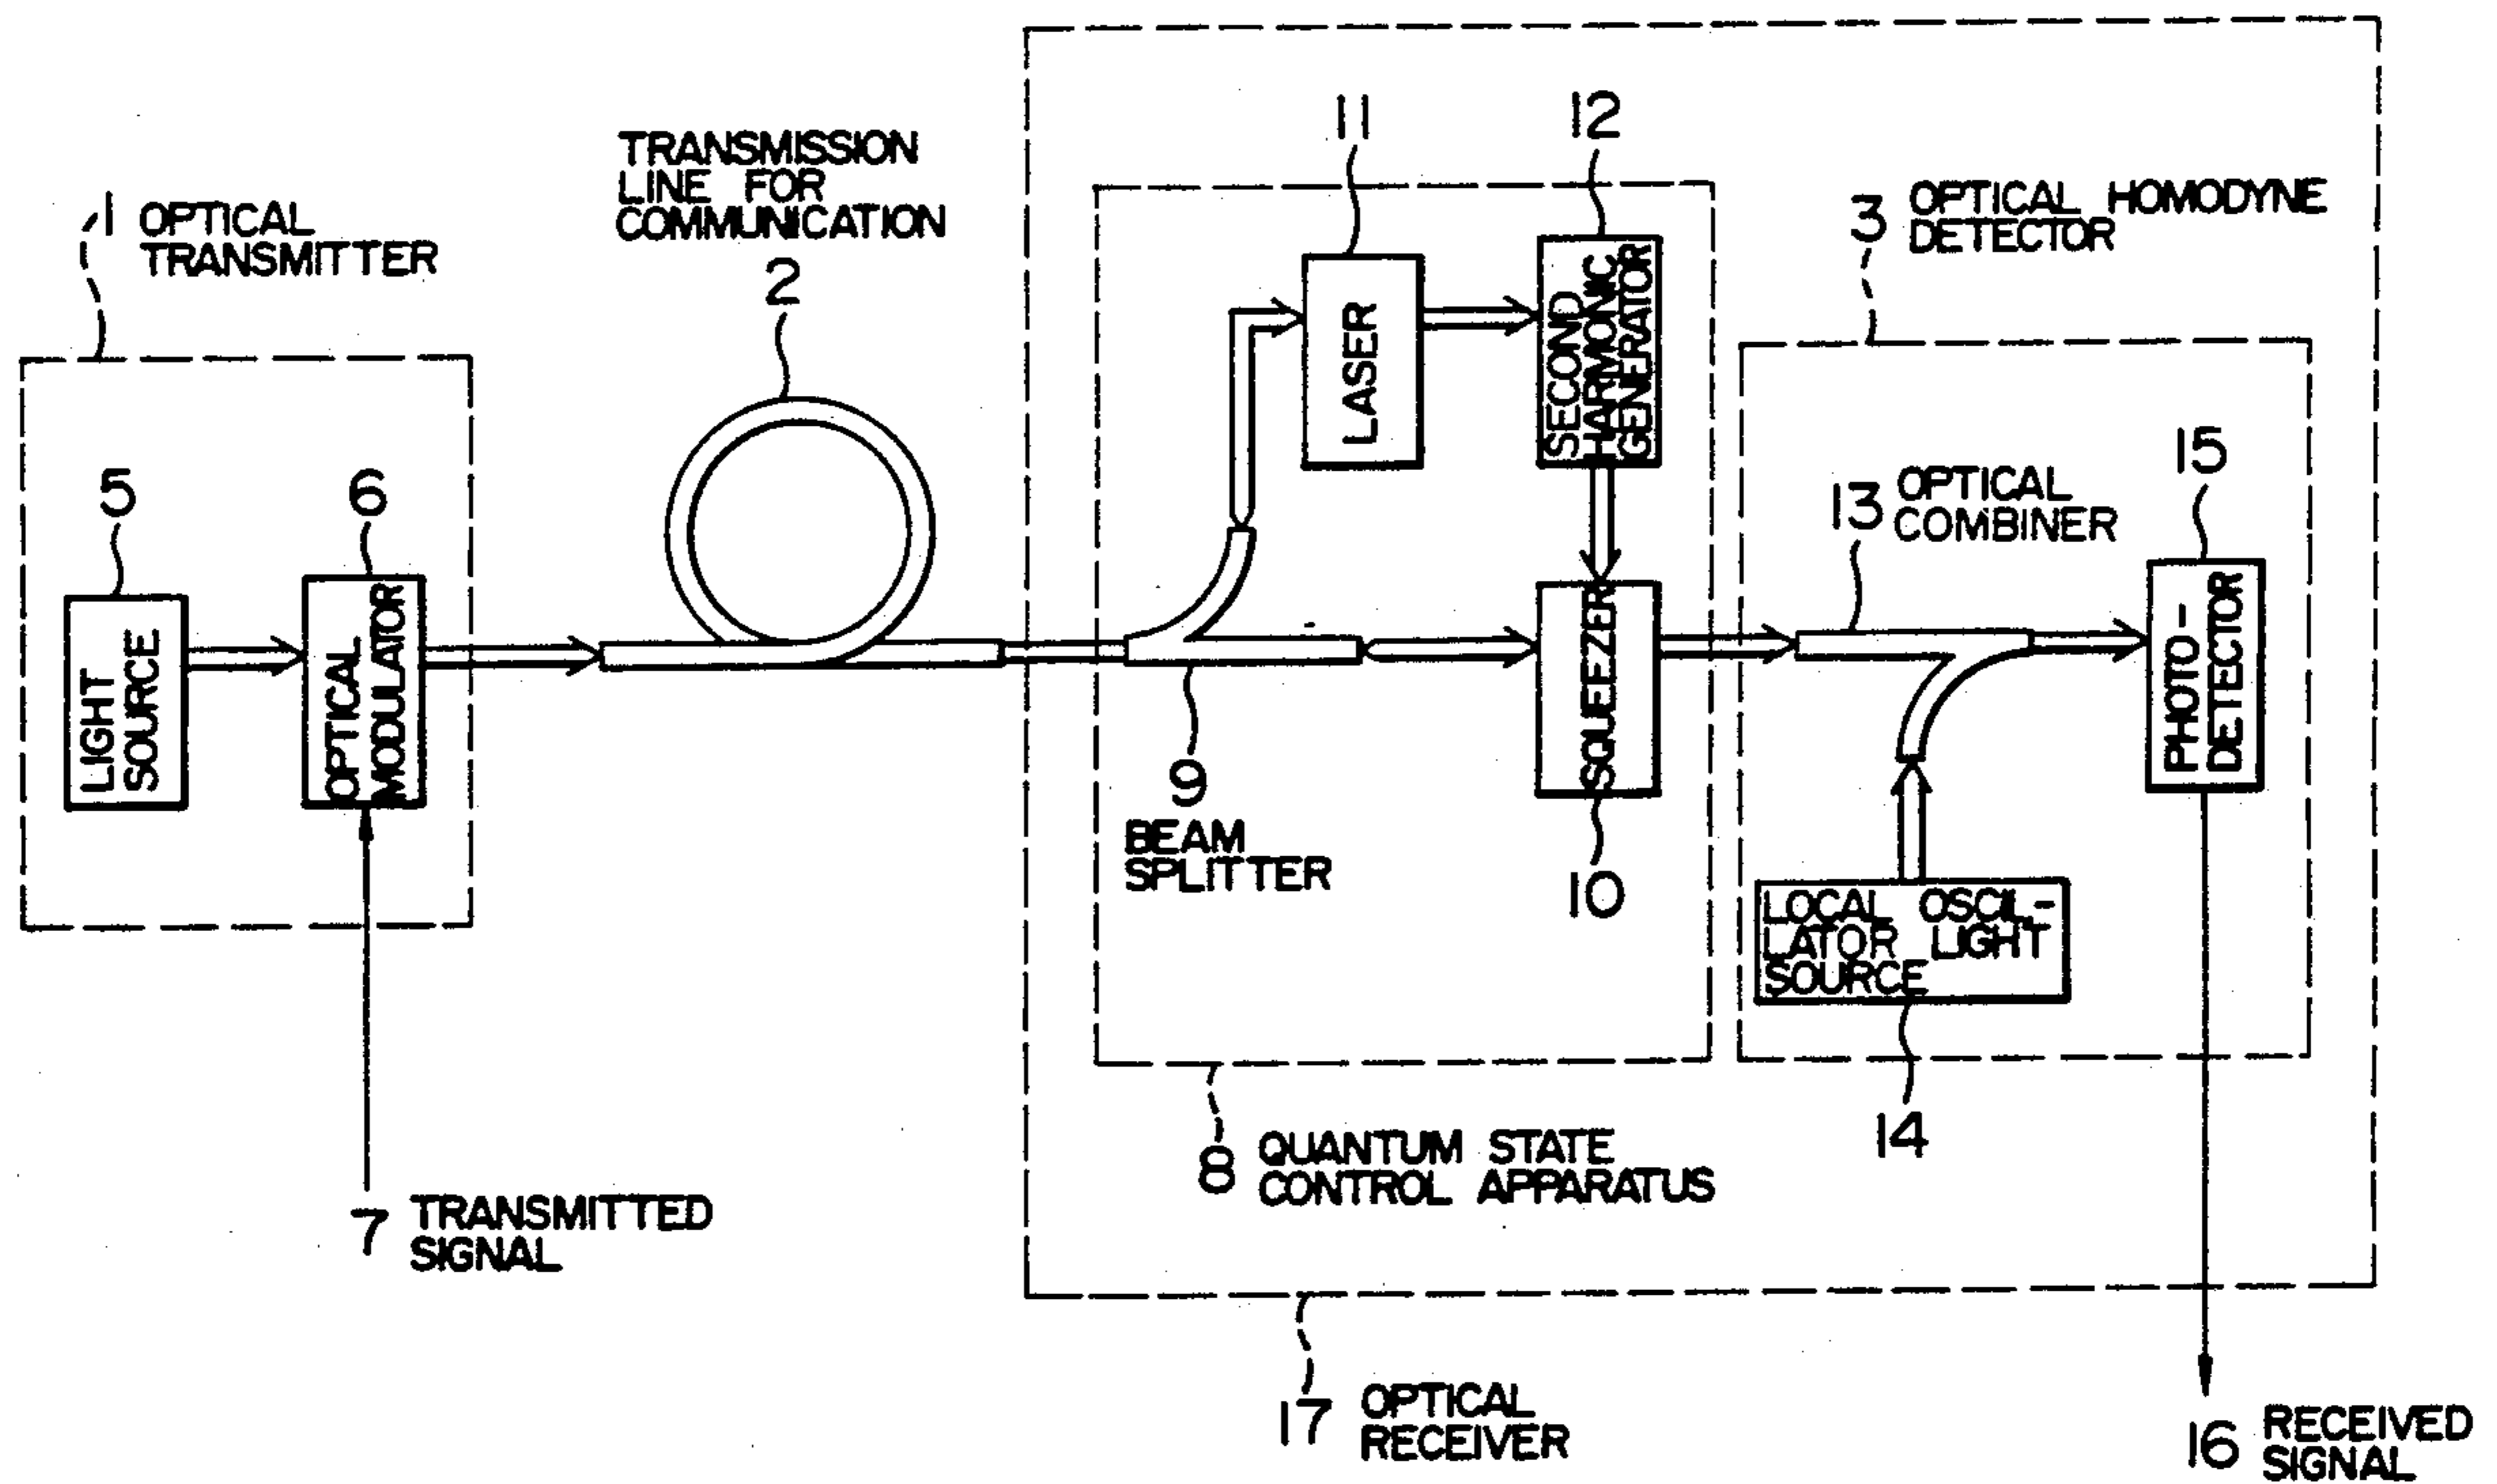 1 OPTICAL
TRANSMITTER
TRANSMISSION
LINE FOR
COMMUNICATION
2
5
6
LIGHT
SOURCE
OPTICAL
MODULATOR
7 TRANSMITTED
SIGNAL
11
12
LASER
SECOND
HARMONIC
GENERATOR
9
BEAM
SPLITTER
SQUEEZER
10
8 QUANTUM STATE
CONTROL APPARATUS
3 OPTICAL HOMODYNE
DETECTOR
13 OPTICAL
COMBINER
15
PHOTO-
DETECTOR
LOCAL OSCIL-
LATOR LIGHT
SOURCE
14
17 OPTICAL
RECEIVER
16 RECEIVED
SIGNAL